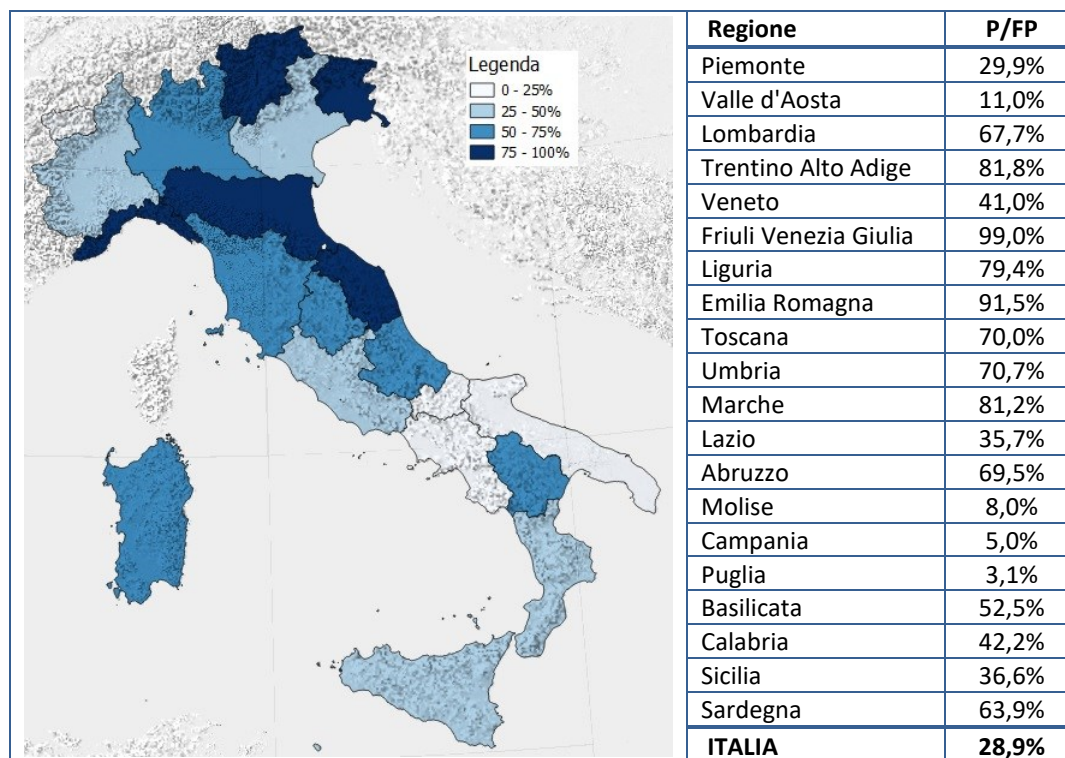 Legenda
0 - 25%
25 - 50%
50 - 75%
75 - 100%
Regione P/FP
Piemonte 29,9%
Valle d'Aosta 11,0%
Lombardia 67,7%
Trentino Alto Adige 81,8%
Veneto 41,0%
Friuli Venezia Giulia 99,0%
Liguria 79,4%
Emilia Romagna 91,5%
Toscana 70,0%
Umbria 70,7%
Marche 81,2%
Lazio 35,7%
Abruzzo 69,5%
Molise 8,0%
Campania 5,0%
Puglia 3,1%
Basilicata 52,5%
Calabria 42,2%
Sicilia 36,6%
Sardegna 63,9%
ITALIA 28,9%